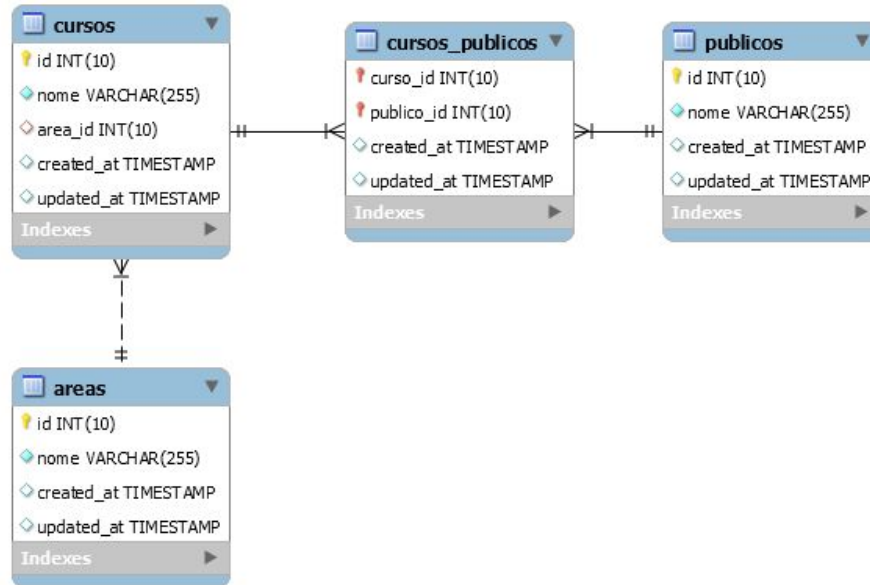 cursos
id INT(10)
nome VARCHAR(255)
area_id INT(10)
created_at TIMESTAMP
updated_at TIMESTAMP
Indexes
cursos_publicos
curso_id INT(10)
publico_id INT(10)
created_at TIMESTAMP
updated_at TIMESTAMP
Indexes
publicos
id INT(10)
nome VARCHAR(255)
created_at TIMESTAMP
updated_at TIMESTAMP
Indexes
areas
id INT(10)
nome VARCHAR(255)
created_at TIMESTAMP
updated_at TIMESTAMP
Indexes